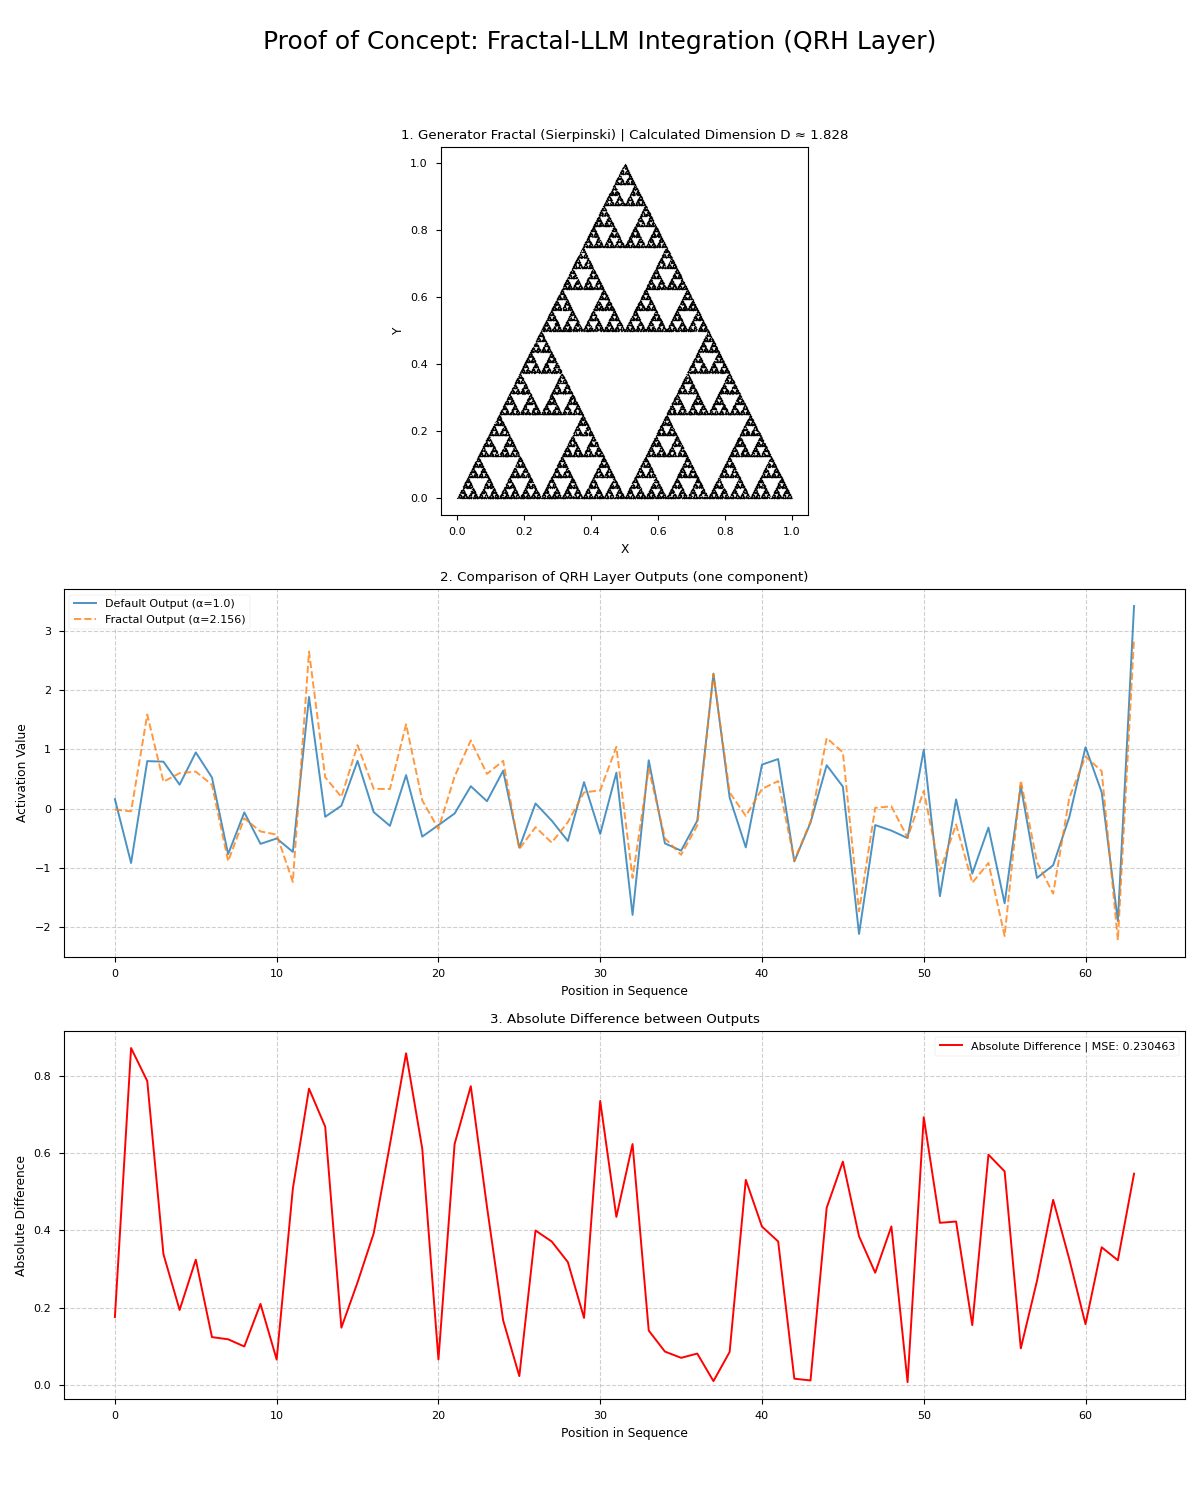 Proof of Concept: Fractal-LLM Integration (QRH Layer)
1. Generator Fractal (Sierpinski) | Calculated Dimension D ≈ 1.828
1.0
0.8
0.6
0.4
0.2
0.0
Y
0.0 0.2 0.4 0.6 0.8 1.0
X
2. Comparison of QRH Layer Outputs (one component)
Default Output (α=1.0)
Fractal Output (α=2.156)
3
2
1
0
−1
−2
Activation Value
0 10 20 30 40 50 60
Position in Sequence
3. Absolute Difference between Outputs
Absolute Difference | MSE: 0.230463
0.8
0.6
0.4
0.2
0.0
Absolute Difference
0 10 20 30 40 50 60
Position in Sequence